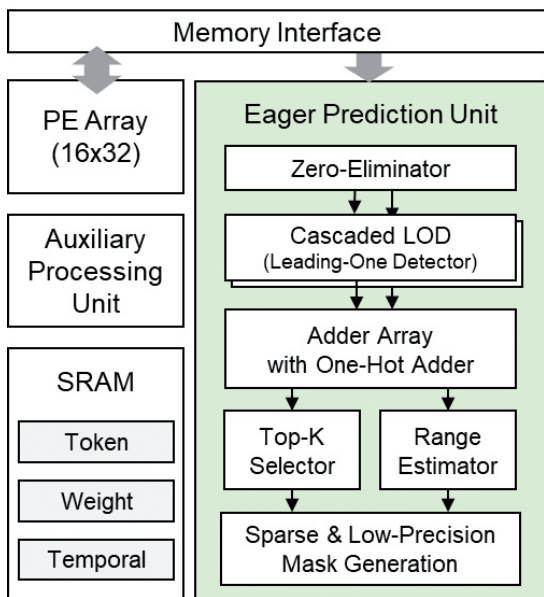 Memory Interface
PE Array
(16x32)
Auxiliary
Processing
Unit
SRAM
Token
Weight
Temporal
Eager Prediction Unit
Zero-Eliminator
Cascaded LOD
(Leading-One Detector)
Adder Array
with One-Hot Adder
Top-K
Selector
Range
Estimator
Sparse & Low-Precision
Mask Generation